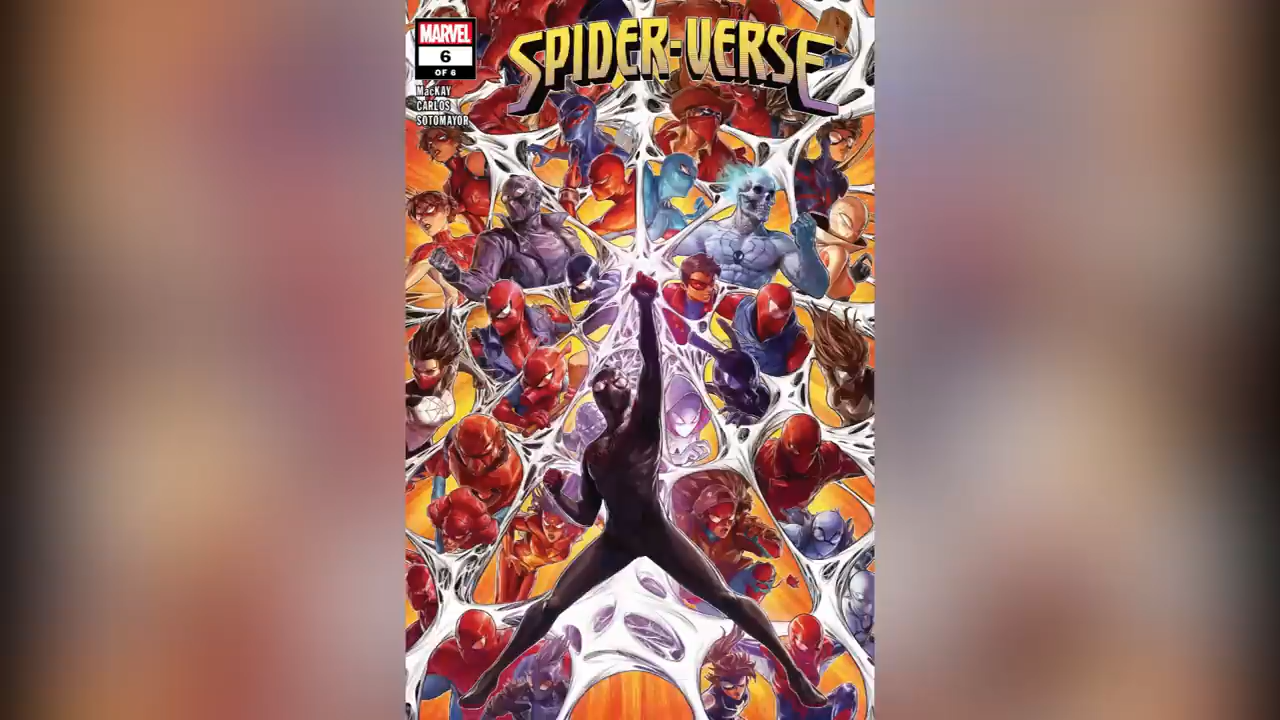 MARVEL
6
OF 6
MacKAY
CARLOS
SOTOMAYOR
SPIDER-VERSE